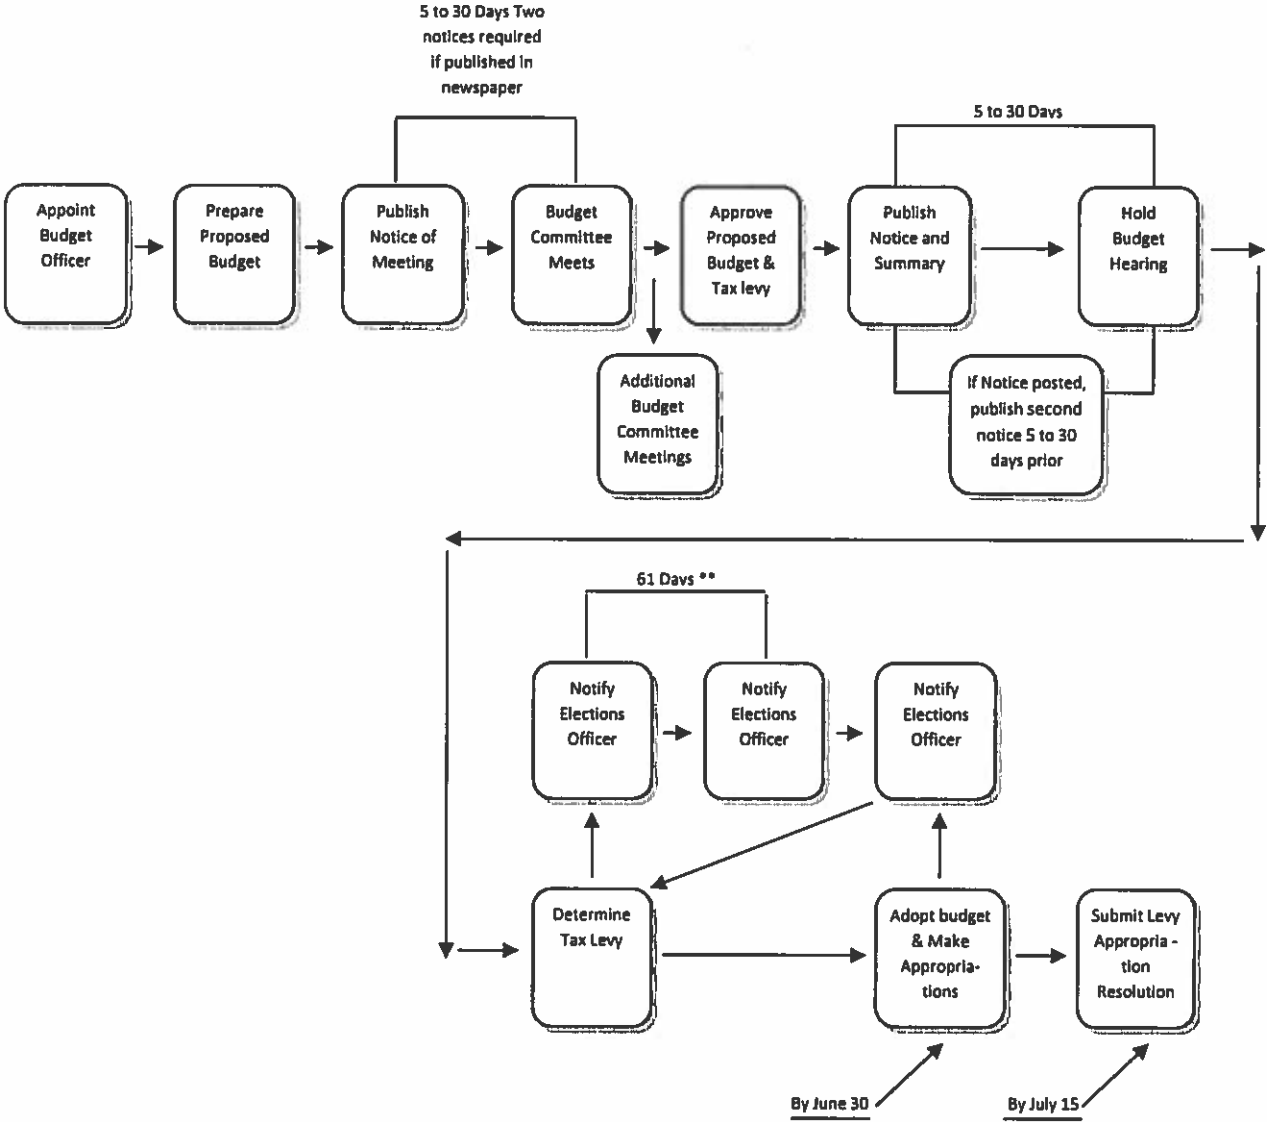 5 to 30 Days Two
notices required
if published in
newspaper
5 to 30 Days
Appoint
Budget
Officer
Prepare
Proposed
Budget
Publish
Notice of
Meeting
Budget
Committee
Meets
Approve
Proposed
Budget &
Tax levy
Publish
Notice and
Summary
Hold
Budget
Hearing
Additional
Budget
Committee
Meetings
If Notice posted,
publish second
notice 5 to 30
days prior
61 Days **
Notify
Elections
Officer
Notify
Elections
Officer
Notify
Elections
Officer
Determine
Tax Levy
Adopt budget
& Make
Appropria-
tions
Submit Levy
Appropria -
tion
Resolution
By June 30
By July 15